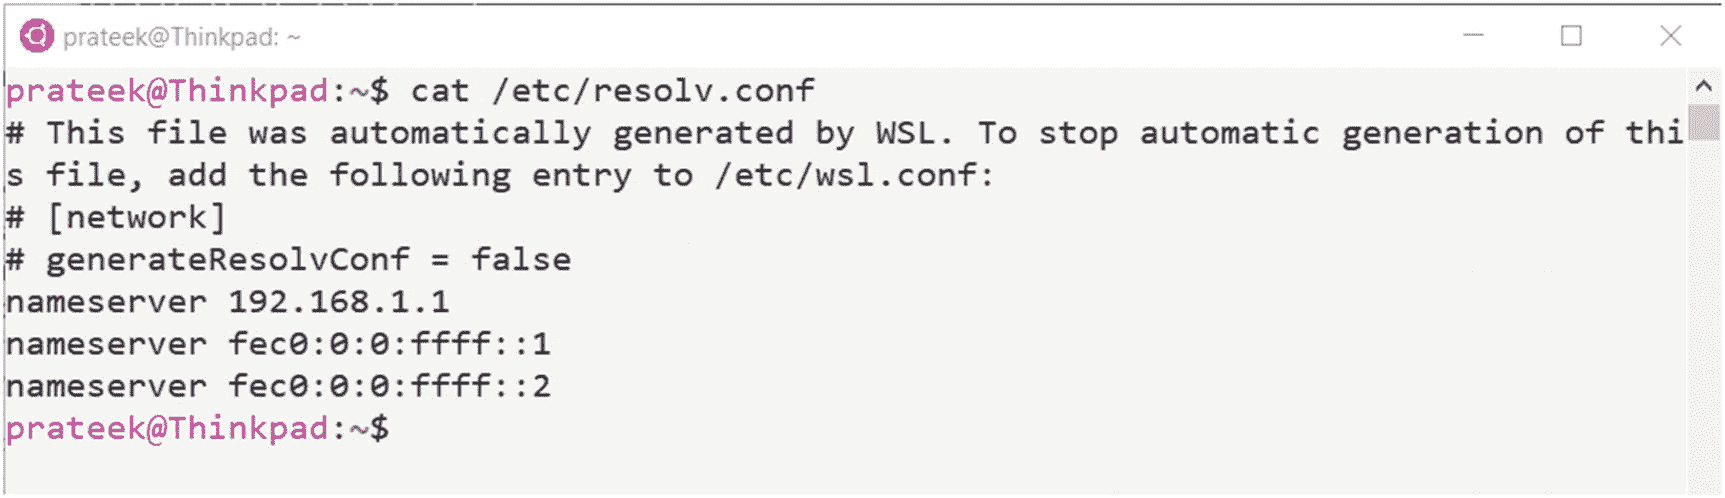 prateek@Thinkpad: ~
prateek@Thinkpad:~$ cat /etc/resolv.conf
# This file was automatically generated by WSL. To stop automatic generation of thi
s file, add the following entry to /etc/wsl.conf:
# [network]
# generateResolvConf = false
nameserver 192.168.1.1
nameserver fec0:0:0:ffff::1
nameserver fec0:0:0:ffff::2
prateek@Thinkpad:~$